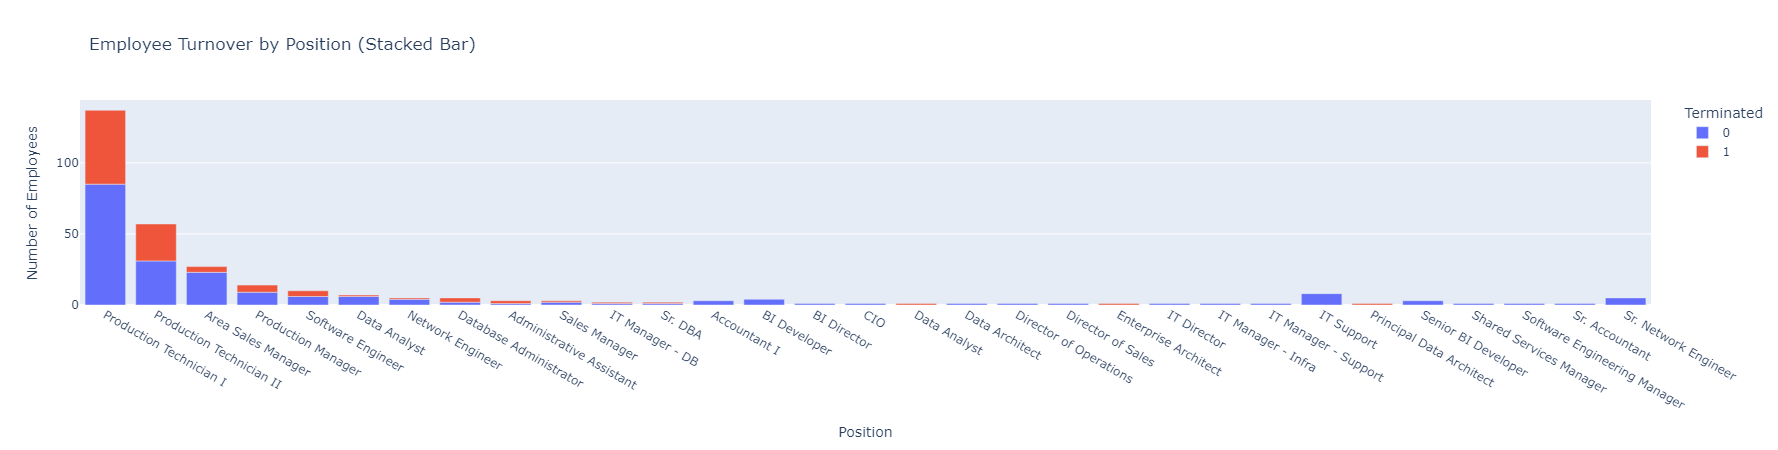 Employee Turnover by Position (Stacked Bar)
Terminated
0
1
Number of Employees
100
50
0
Production Technician I
Production Technician II
Area Sales Manager
Production Manager
Software Engineer
Data Analyst
Network Engineer
Database Administrator
Administrative Assistant
Sales Manager
IT Manager - DB
Sr. DBA
Accountant I
BI Developer
BI Director
CIO
Data Analyst
Data Architect
Director of Operations
Director of Sales
Enterprise Architect
IT Director
IT Manager - Infra
IT Manager - Support
IT Support
Principal Data Architect
Senior BI Developer
Shared Services Manager
Software Engineering Manager
Sr. Accountant
Sr. Network Engineer
Position